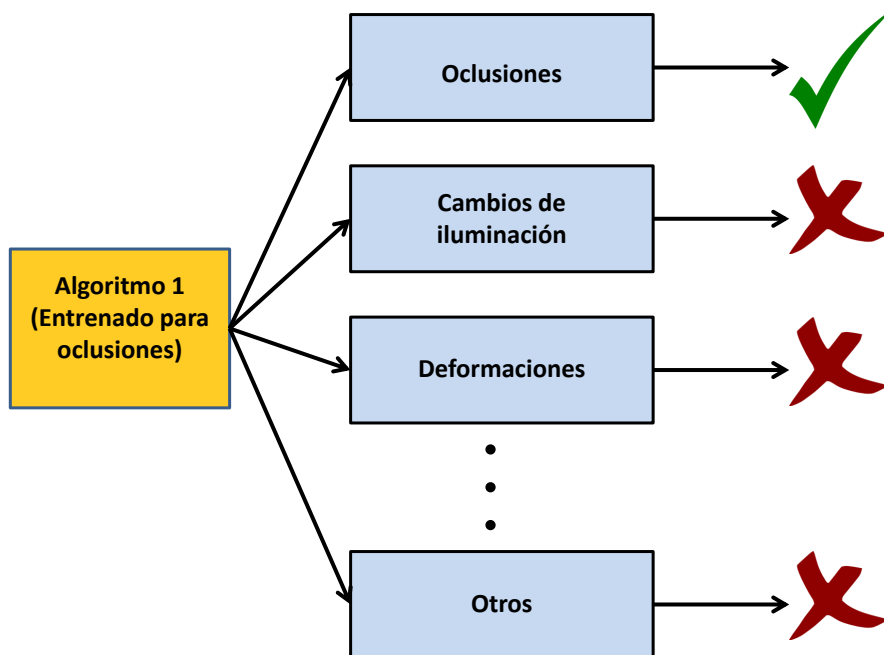 Oclusiones
Cambios de
iluminación
Algoritmo 1
(Entrenado para
oclusiones)
Deformaciones
Otros